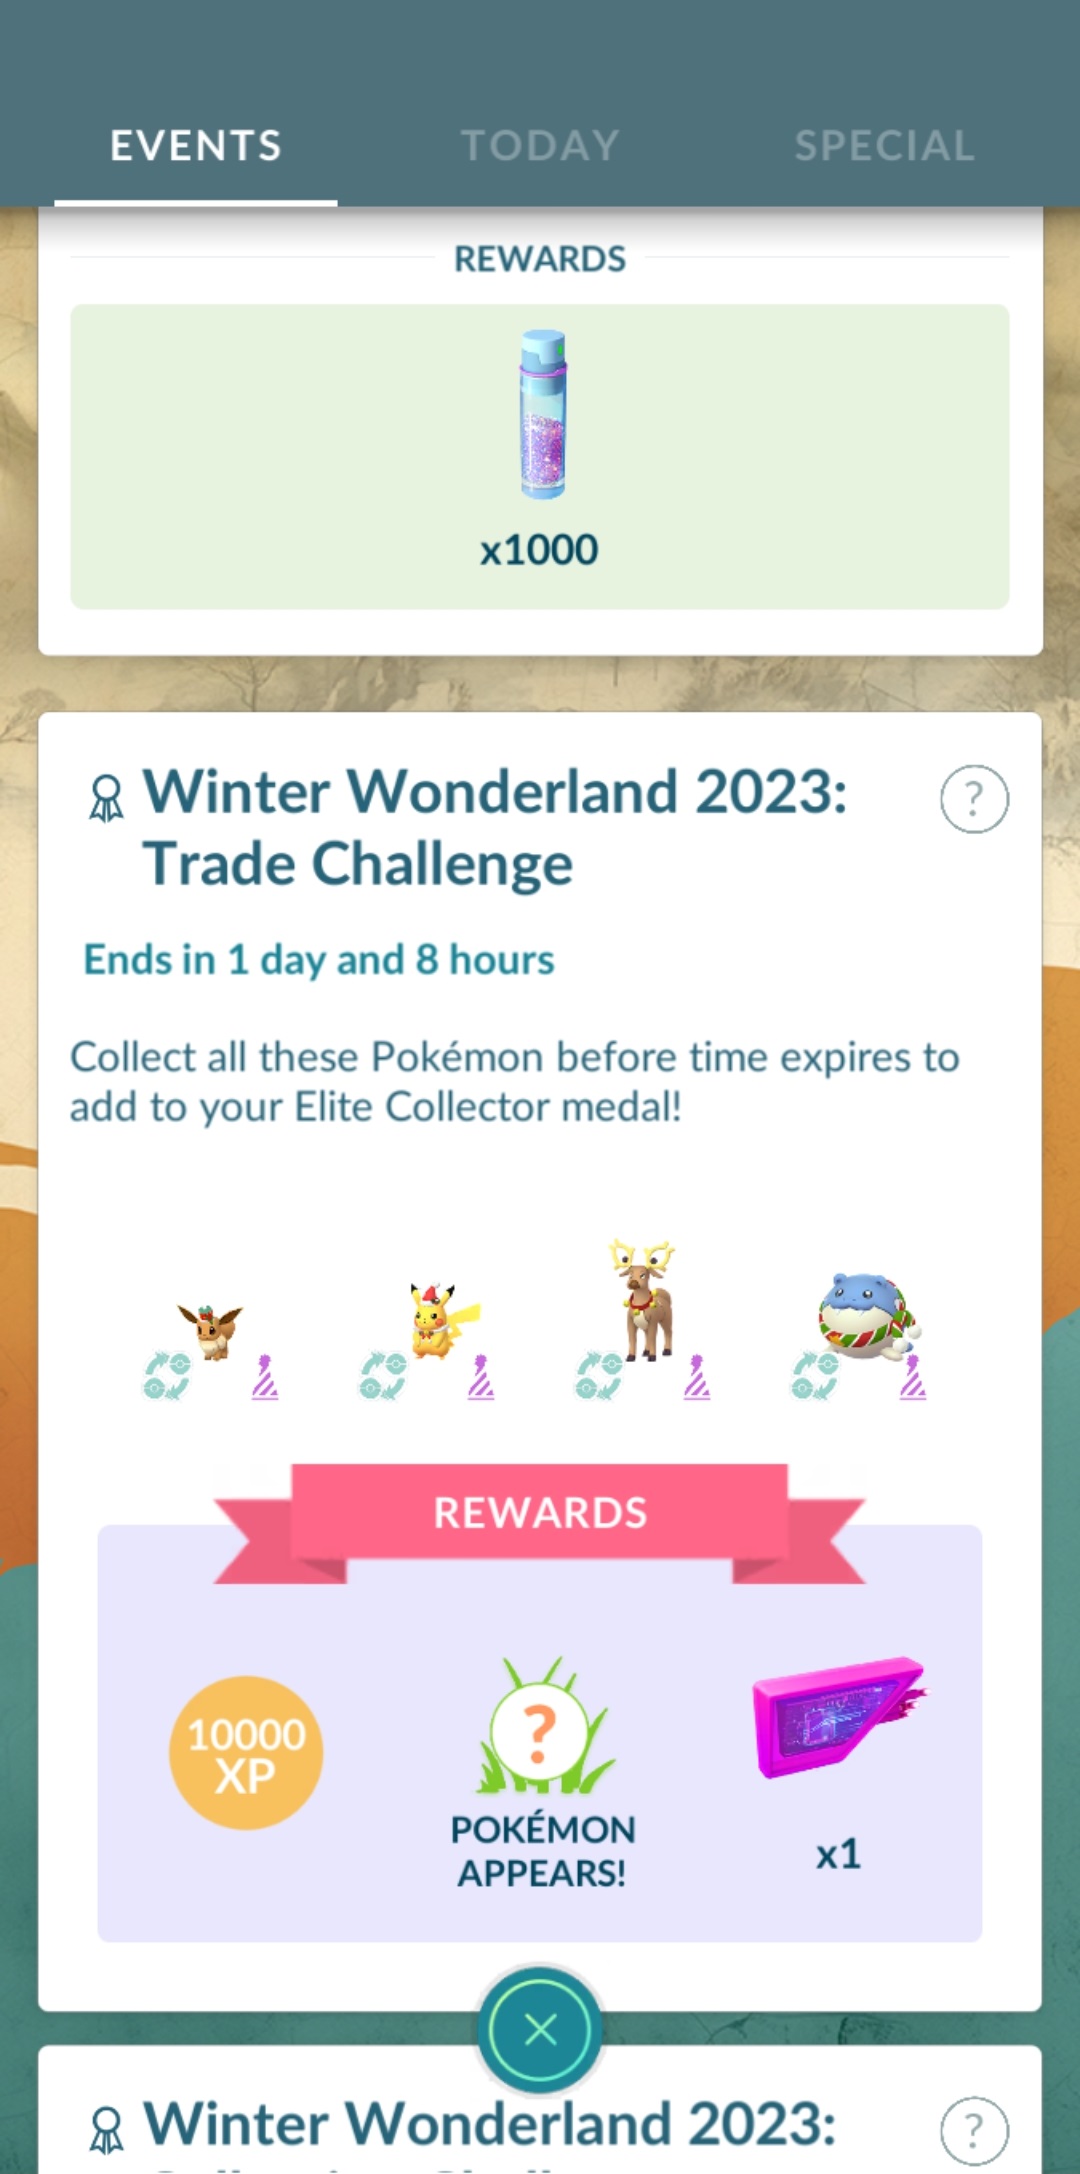 EVENTS
TODAY
SPECIAL
REWARDS
x1000
Winter Wonderland 2023:
Trade Challenge
?
Ends in 1 day and 8 hours
Collect all these Pokémon before time expires to
add to your Elite Collector medal!
REWARDS
10000
XP
?
POKÉMON
APPEARS!
x1
Winter Wonderland 2023:
?